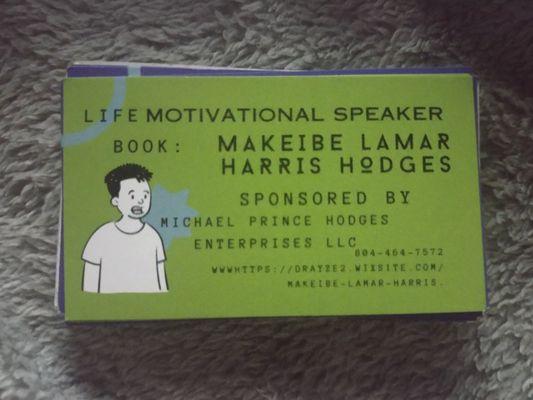 LIFE MOTIVATIONAL SPEAKER
BOOK: MAKEIBE LAMAR
HARRIS HODGES
SPONSORED BY
MICHAEL PRINCE HODGES
ENTERPRISES LLC
804-464-7572
WWWHTTPS://DRAYZE2.WIXSITE.COM/
MAKEIBE-LAMAR-HARRIS.